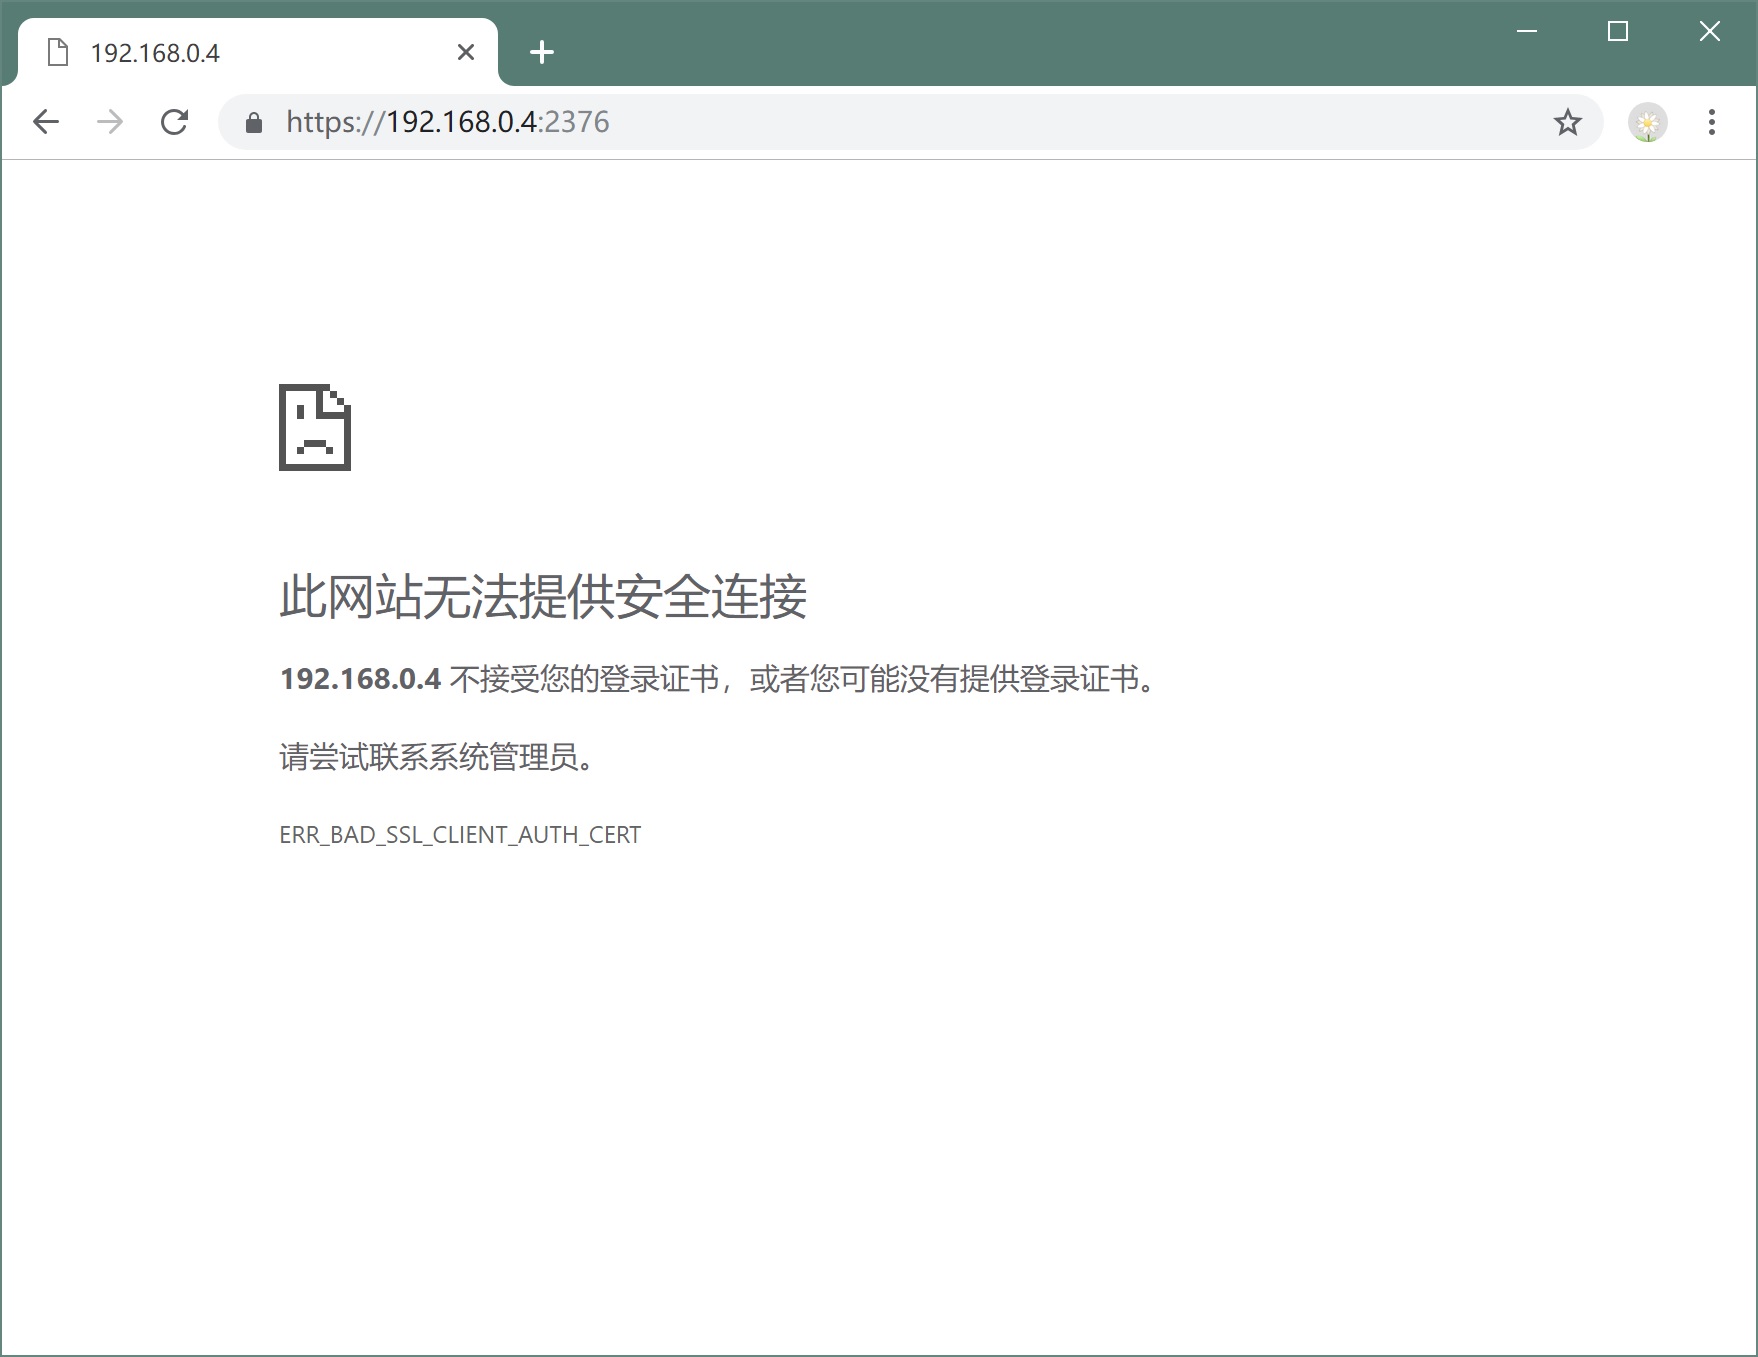 192.168.0.4
https://192.168.0.4:2376
此网站无法提供安全连接
192.168.0.4 不接受您的登录证书，或者您可能没有提供登录证书。
请尝试联系系统管理员。
ERR_BAD_SSL_CLIENT_AUTH_CERT